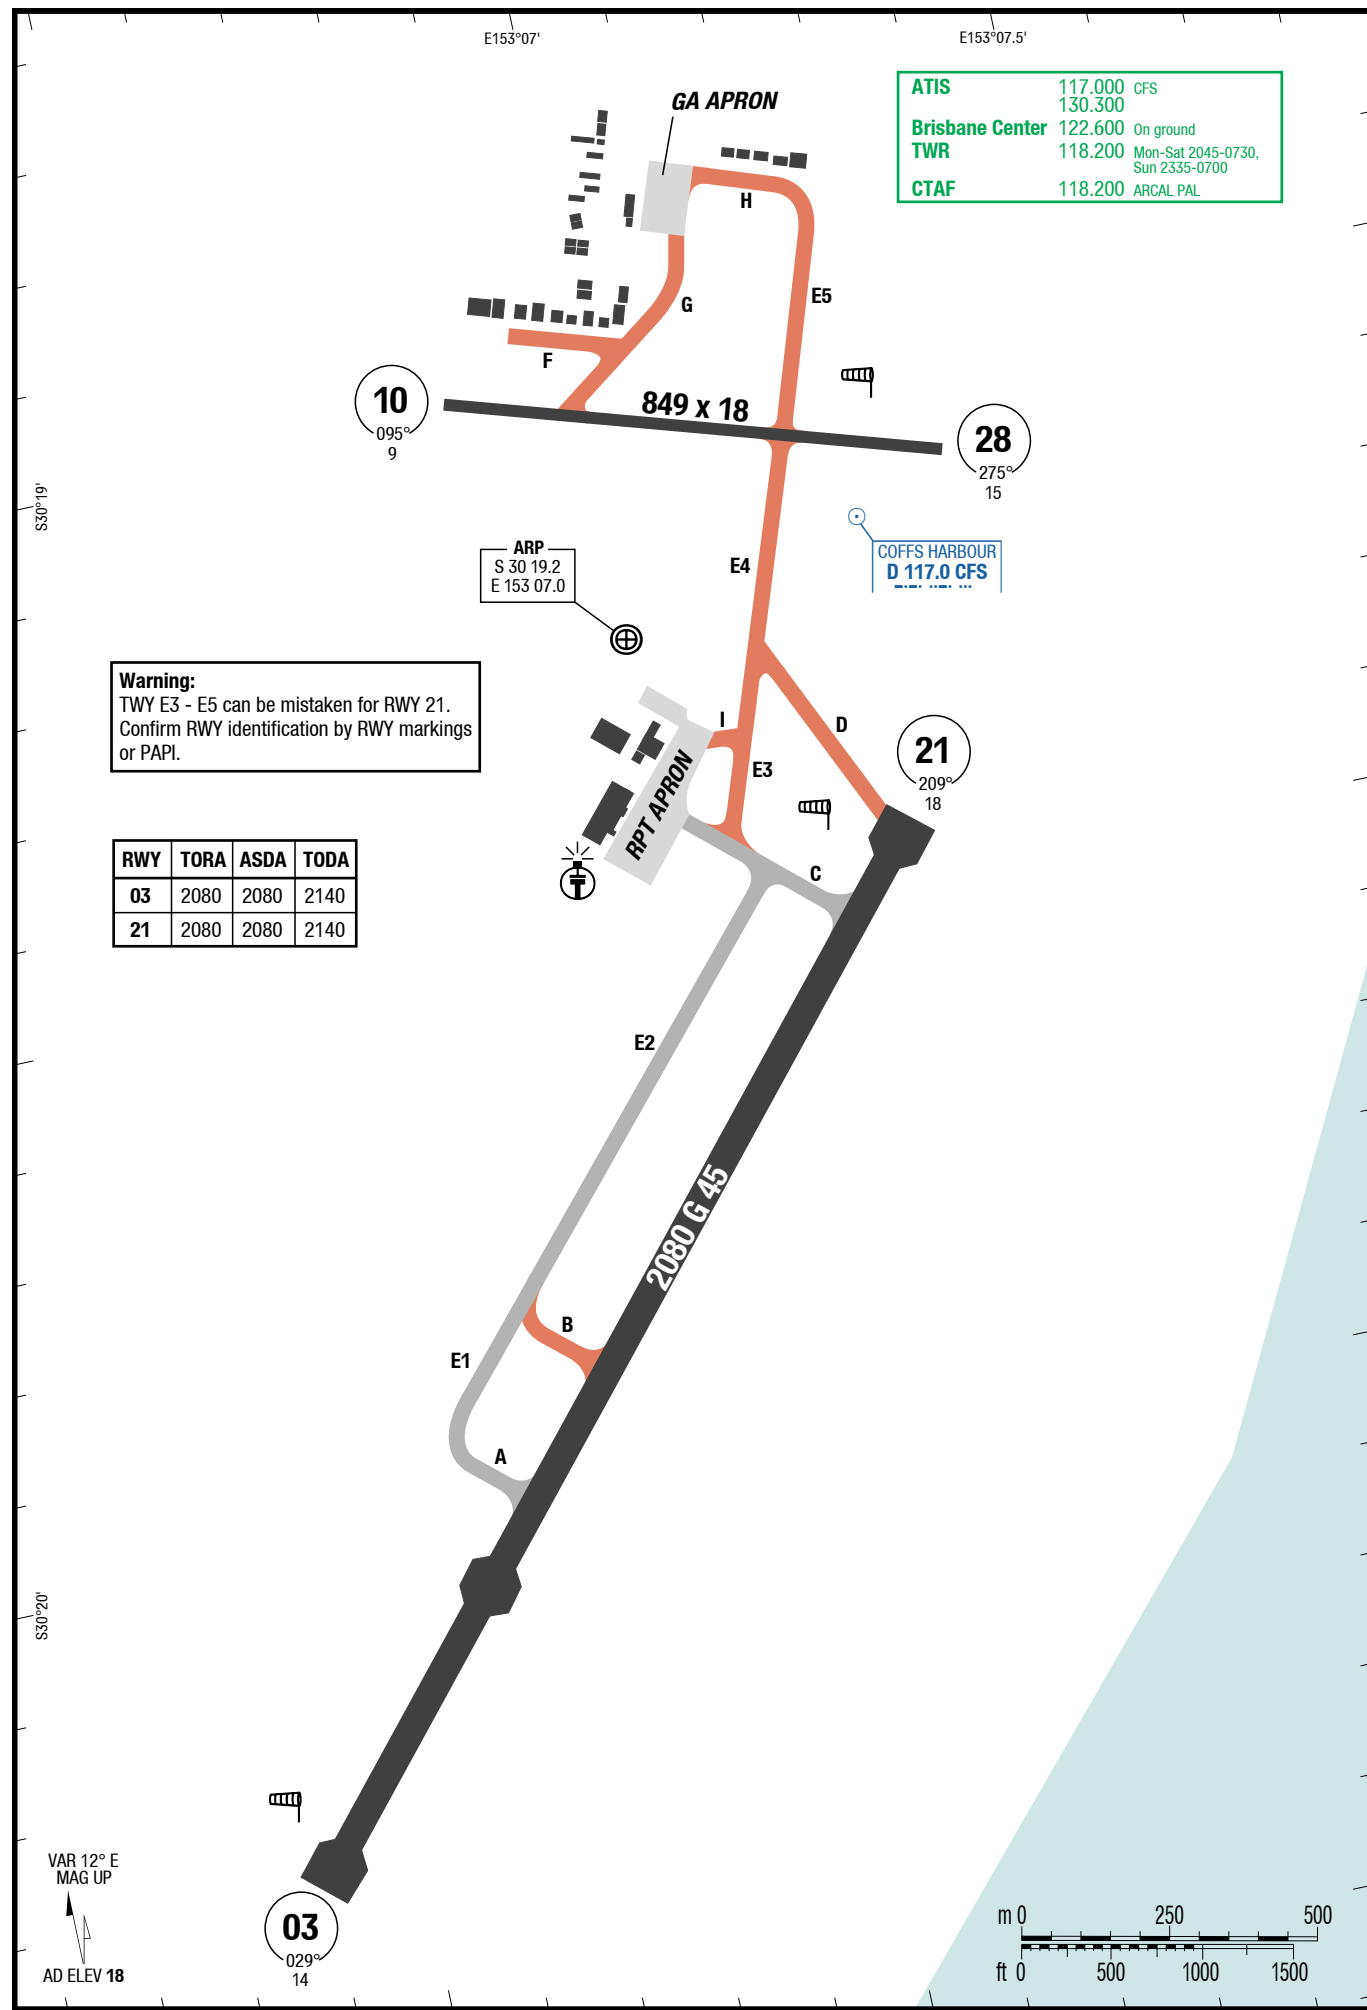 E153°07'
E153°07.5'
ATIS 117.000 CFS
130.300
Brisbane Center 122.600 On ground
TWR 118.200 Mon-Sat 2045-0730,
Sun 2335-0700
CTAF 118.200 ARCAL PAL
GA APRON
H
E5
G
F
10
095°
9
849 x 18
28
275°
15
S30°19'
ARP
S 30 19.2
E 153 07.0
E4
COFFS HARBOUR
D 117.0 CFS
Warning:
TWY E3 - E5 can be mistaken for RWY 21.
Confirm RWY identification by RWY markings
or PAPI.
I
D
E3
RPT APRON
21
209°
18
C
RWY TORA ASDA TODA
03 2080 2080 2140
21 2080 2080 2140
E2
2080 G 45
B
E1
A
S30°20'
VAR 12° E
MAG UP
AD ELEV 18
03
029°
14
m 0 250 500
ft 0 500 1000 1500